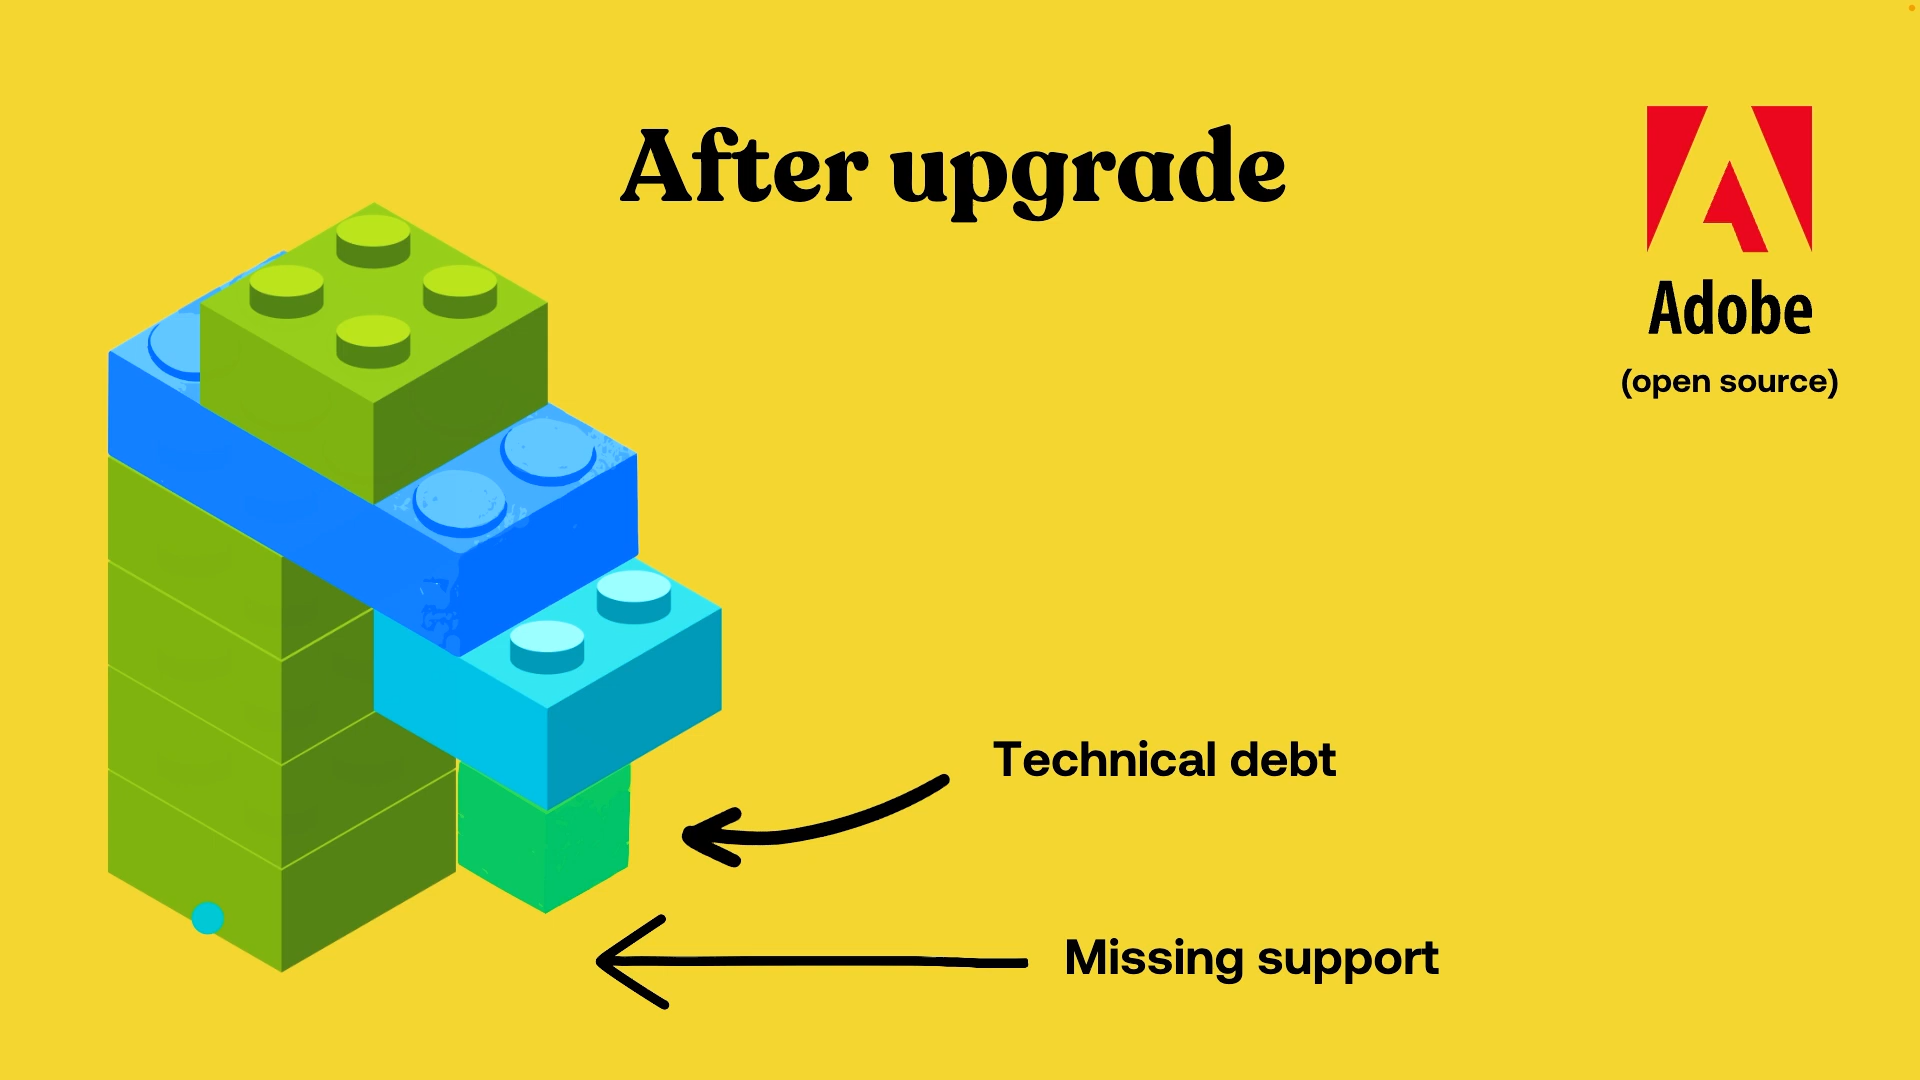 After upgrade
Adobe
(open source)
Technical debt
Missing support